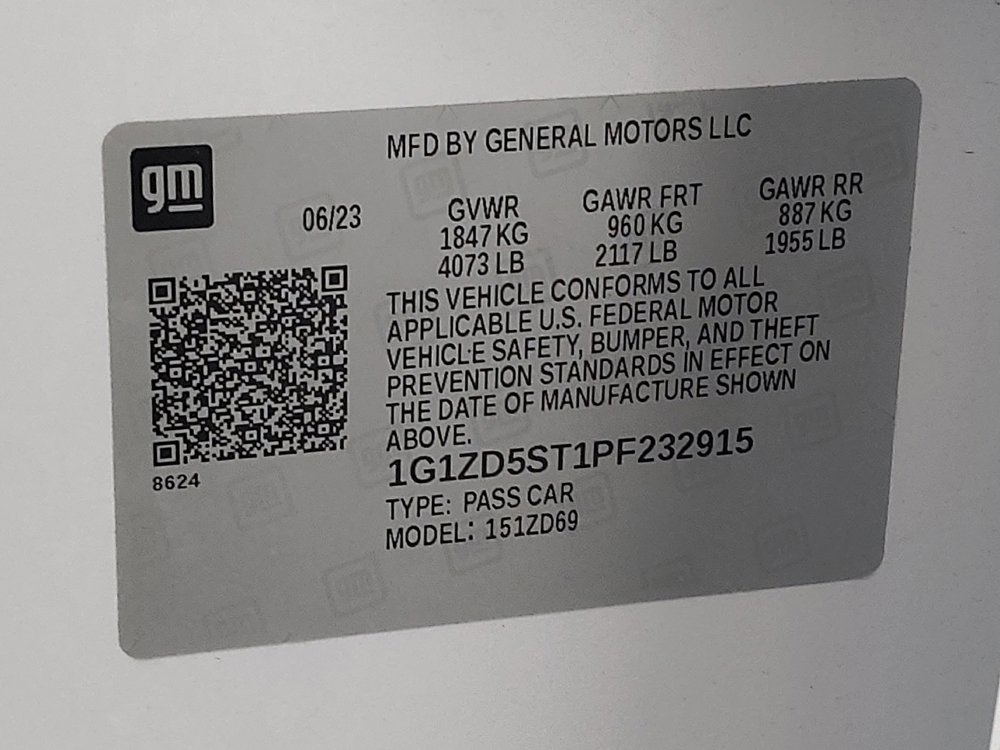 gm
MFD BY GENERAL MOTORS LLC
06/23
GVWR
1847 KG
4073 LB
GAWR FRT
960 KG
2117 LB
GAWR RR
887 KG
1955 LB
THIS VEHICLE CONFORMS TO ALL
APPLICABLE U.S. FEDERAL MOTOR
VEHICLE SAFETY, BUMPER, AND THEFT
PREVENTION STANDARDS IN EFFECT ON
THE DATE OF MANUFACTURE SHOWN
ABOVE.
1G1ZD5ST1PF232915
8624
TYPE: PASS CAR
MODEL: 151ZD69